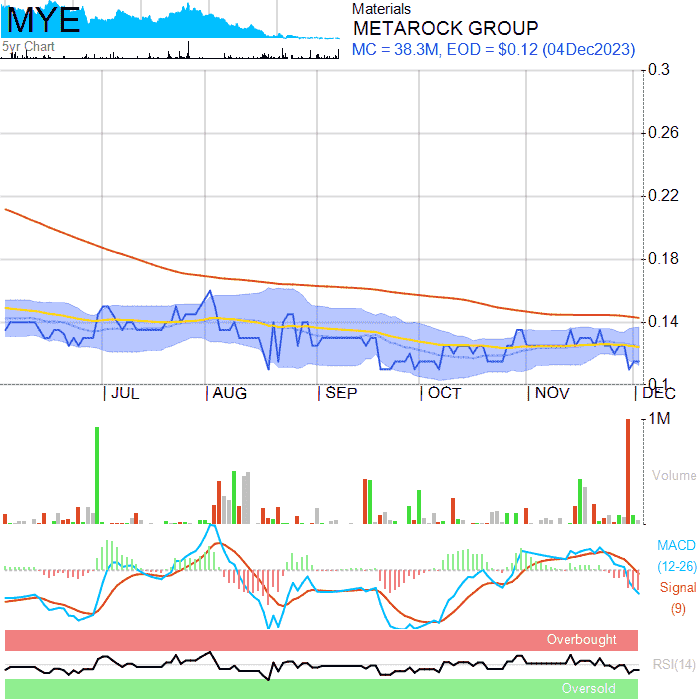 MYE
5yr Chart
Materials
METAROCK GROUP
MC = 38.3M, EOD = $0.12 (04Dec2023)
0.3
0.26
0.22
0.18
0.14
0.1
JUL AUG SEP OCT NOV DEC
1M
Volume
MACD
(12-26)
Signal
(9)
Overbought
RSI(14)
Oversold